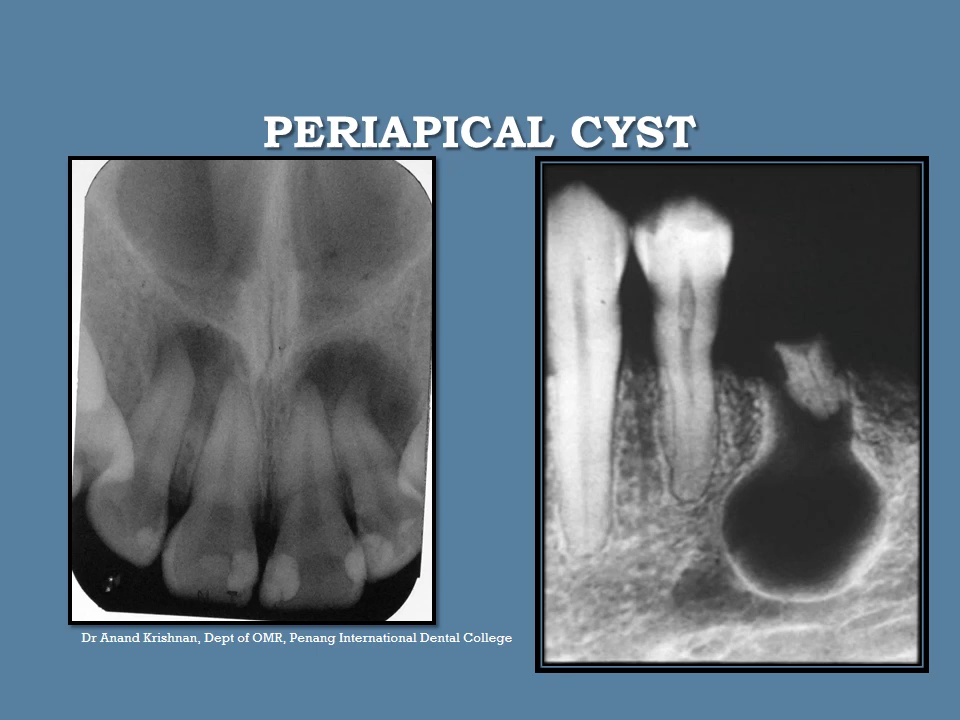 PERIAPICAL CYST
Dr Anand Krishnan, Dept of OMR, Penang International Dental College